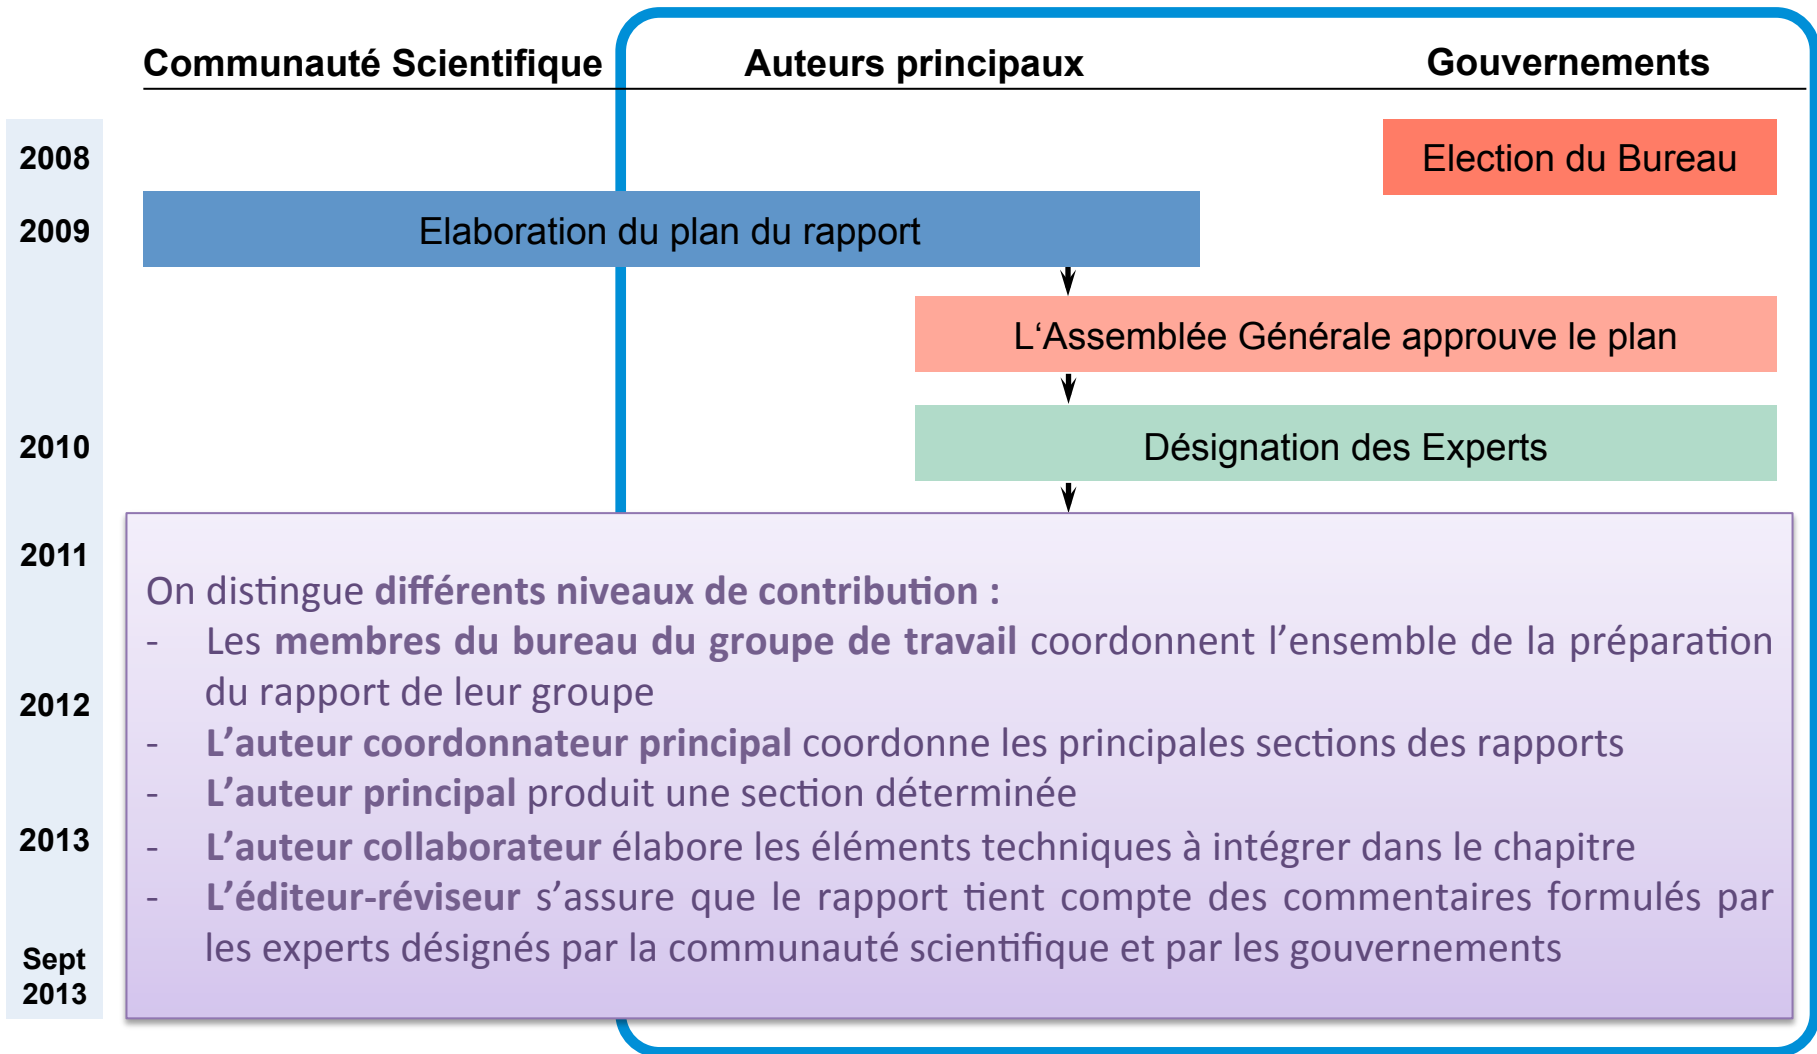 Communauté Scientifique Auteurs principaux Gouvernements
2008 Election du Bureau
2009 Elaboration du plan du rapport
L‘Assemblée Générale approuve le plan
2010 Désignation des Experts
2011
On distingue différents niveaux de contribution :
- Les membres du bureau du groupe de travail coordonnent l’ensemble de la préparation
du rapport de leur groupe
2012
- L’auteur coordonnateur principal coordonne les principales sections des rapports
- L’auteur principal produit une section déterminée
2013 - L’auteur collaborateur élabore les éléments techniques à intégrer dans le chapitre
- L’éditeur-réviseur s’assure que le rapport tient compte des commentaires formulés par
les experts désignés par la communauté scientifique et par les gouvernements
Sept
2013